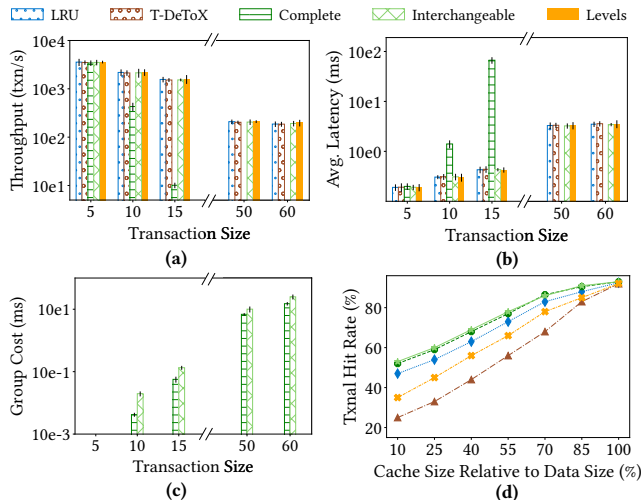 LRU T-DeToX Complete Interchangeable Levels
Throughput (txn/s)
10e4
10e3
10e2
10e1
5 10 15 50 60
Transaction Size
(a)
Avg. Latency (ms)
10e2
10e1
10e0
5 10 15 50 60
Transaction Size
(b)
Group Cost (ms)
10e1
10e-1
10e-3
5 10 15 50 60
Transaction Size
(c)
Txnal Hit Rate (%)
80
60
40
20
10 25 40 55 70 85 100
Cache Size Relative to Data Size (%)
(d)